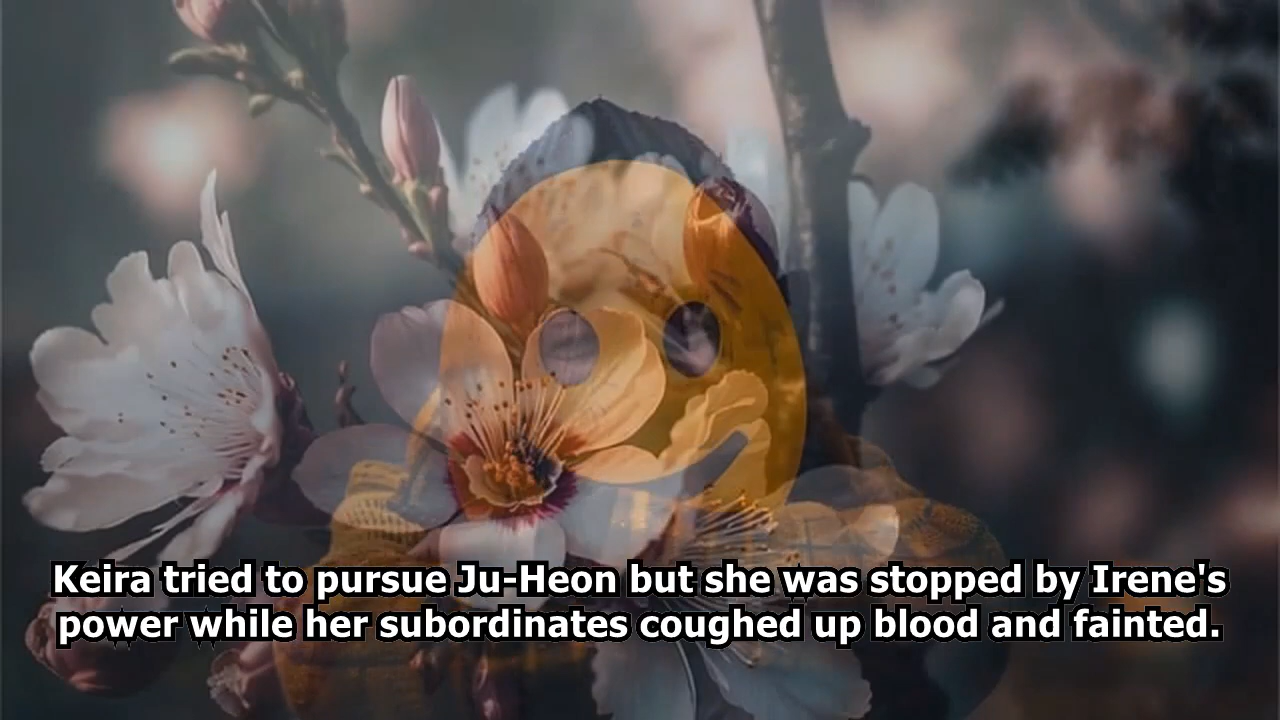 Keira tried to pursue Ju-Heon but she was stopped by Irene's
power while her subordinates coughed up blood and fainted.